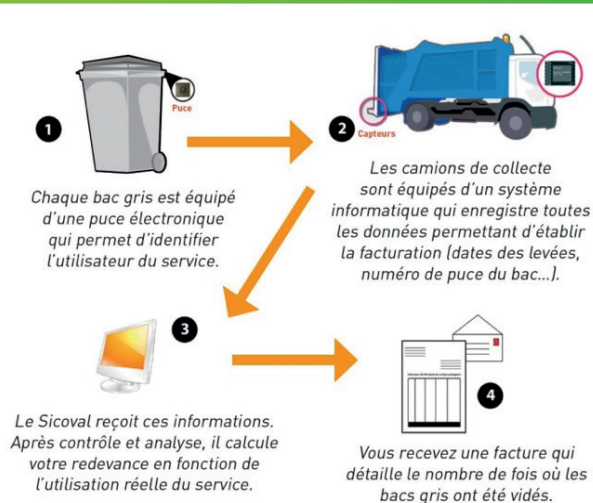 Puce
1
Chaque bac gris est équipé
d'une puce électronique
qui permet d'identifier
l'utilisateur du service.
2
Capteurs
Les camions de collecte
sont équipés d'un système
informatique qui enregistre toutes
les données permettant d'établir
la facturation (dates des levées,
numéro de puce du bac...).
3
Le Sicoval reçoit ces informations.
Après contrôle et analyse, il calcule
votre redevance en fonction de
l'utilisation réelle du service.
4
Vous recevez une facture qui
détaille le nombre de fois où les
bacs gris ont été vidés.